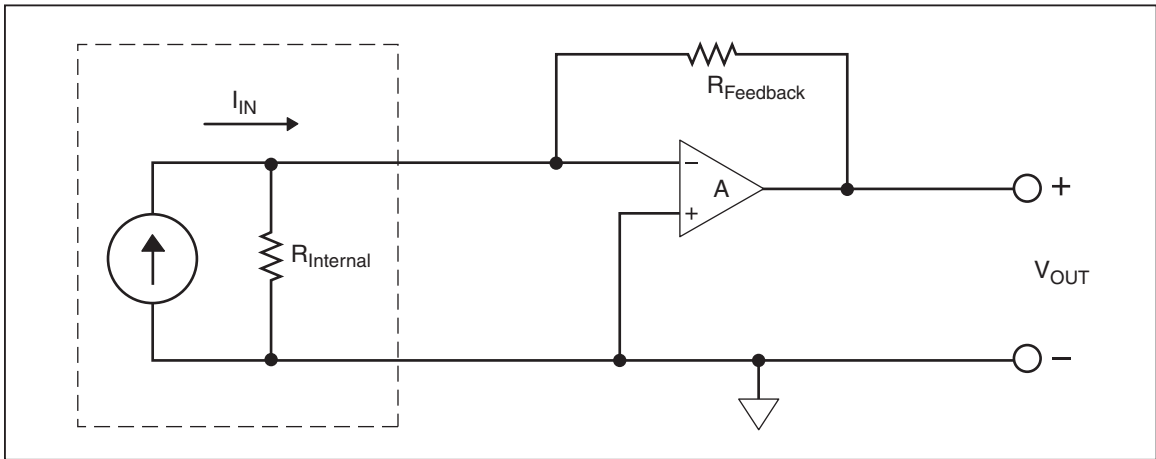 R_Feedback
I_IN
−
A
+
+
R_Internal
V_OUT
−